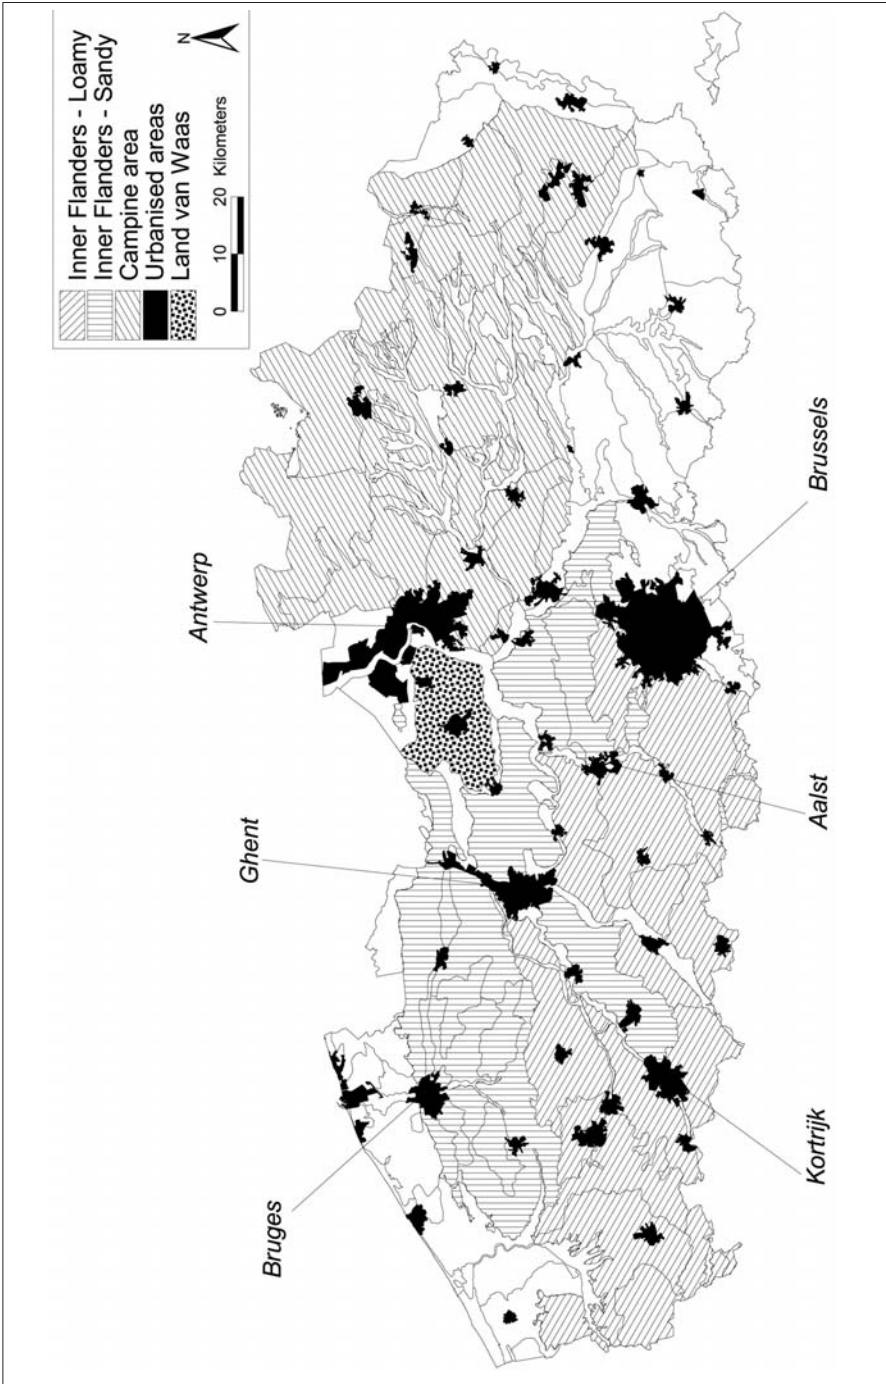 Inner Flanders - Loamy
Inner Flanders - Sandy
Campine area
Urbanised areas
Land van Waas
0 10 20 Kilometers
N
Antwerp
Ghent
Bruges
Brussels
Aalst
Kortrijk